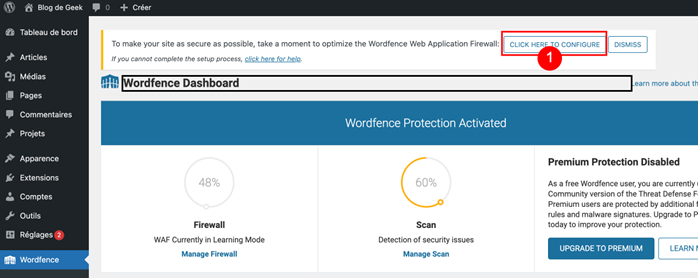 Blog de Geek 0 + Créer
Tableau de bord
Articles
Médias
Pages
Commentaires
Projets
Apparence
Extensions
Comptes
Outils
Réglages 2
Wordfence
To make your site as secure as possible, take a moment to optimize the Wordfence Web Application Firewall: CLICK HERE TO CONFIGURE DISMISS
If you cannot complete the setup process, click here for help.
1
Wordfence Dashboard
Learn more about th
Wordfence Protection Activated
48%
Firewall
WAF Currently in Learning Mode
Manage Firewall
60%
Scan
Detection of security issues
Manage Scan
Premium Protection Disabled
As a free Wordfence user, you are currently u
Community version of the Threat Defense Fe
Premium users are protected by additional f
rules and malware signatures. Upgrade to P
today to improve your protection.
UPGRADE TO PREMIUM
LEARN M